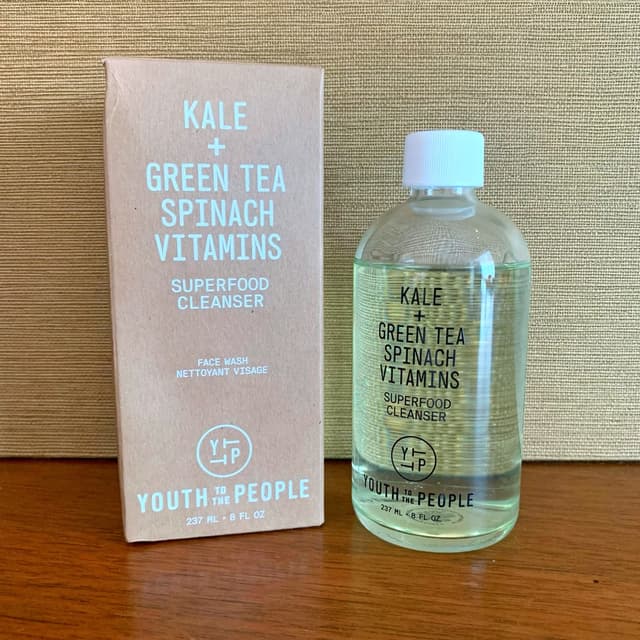 KALE
+
GREEN TEA
SPINACH
VITAMINS
SUPERFOOD
CLEANSER
FACE WASH
NETTOYANT VISAGE
Y T T P
YOUTH TO THE PEOPLE
237 ML • 8 FL OZ
KALE
+
GREEN TEA
SPINACH
VITAMINS
SUPERFOOD
CLEANSER
Y T T P
YOUTH TO THE PEOPLE
237 ML • 8 FL OZ